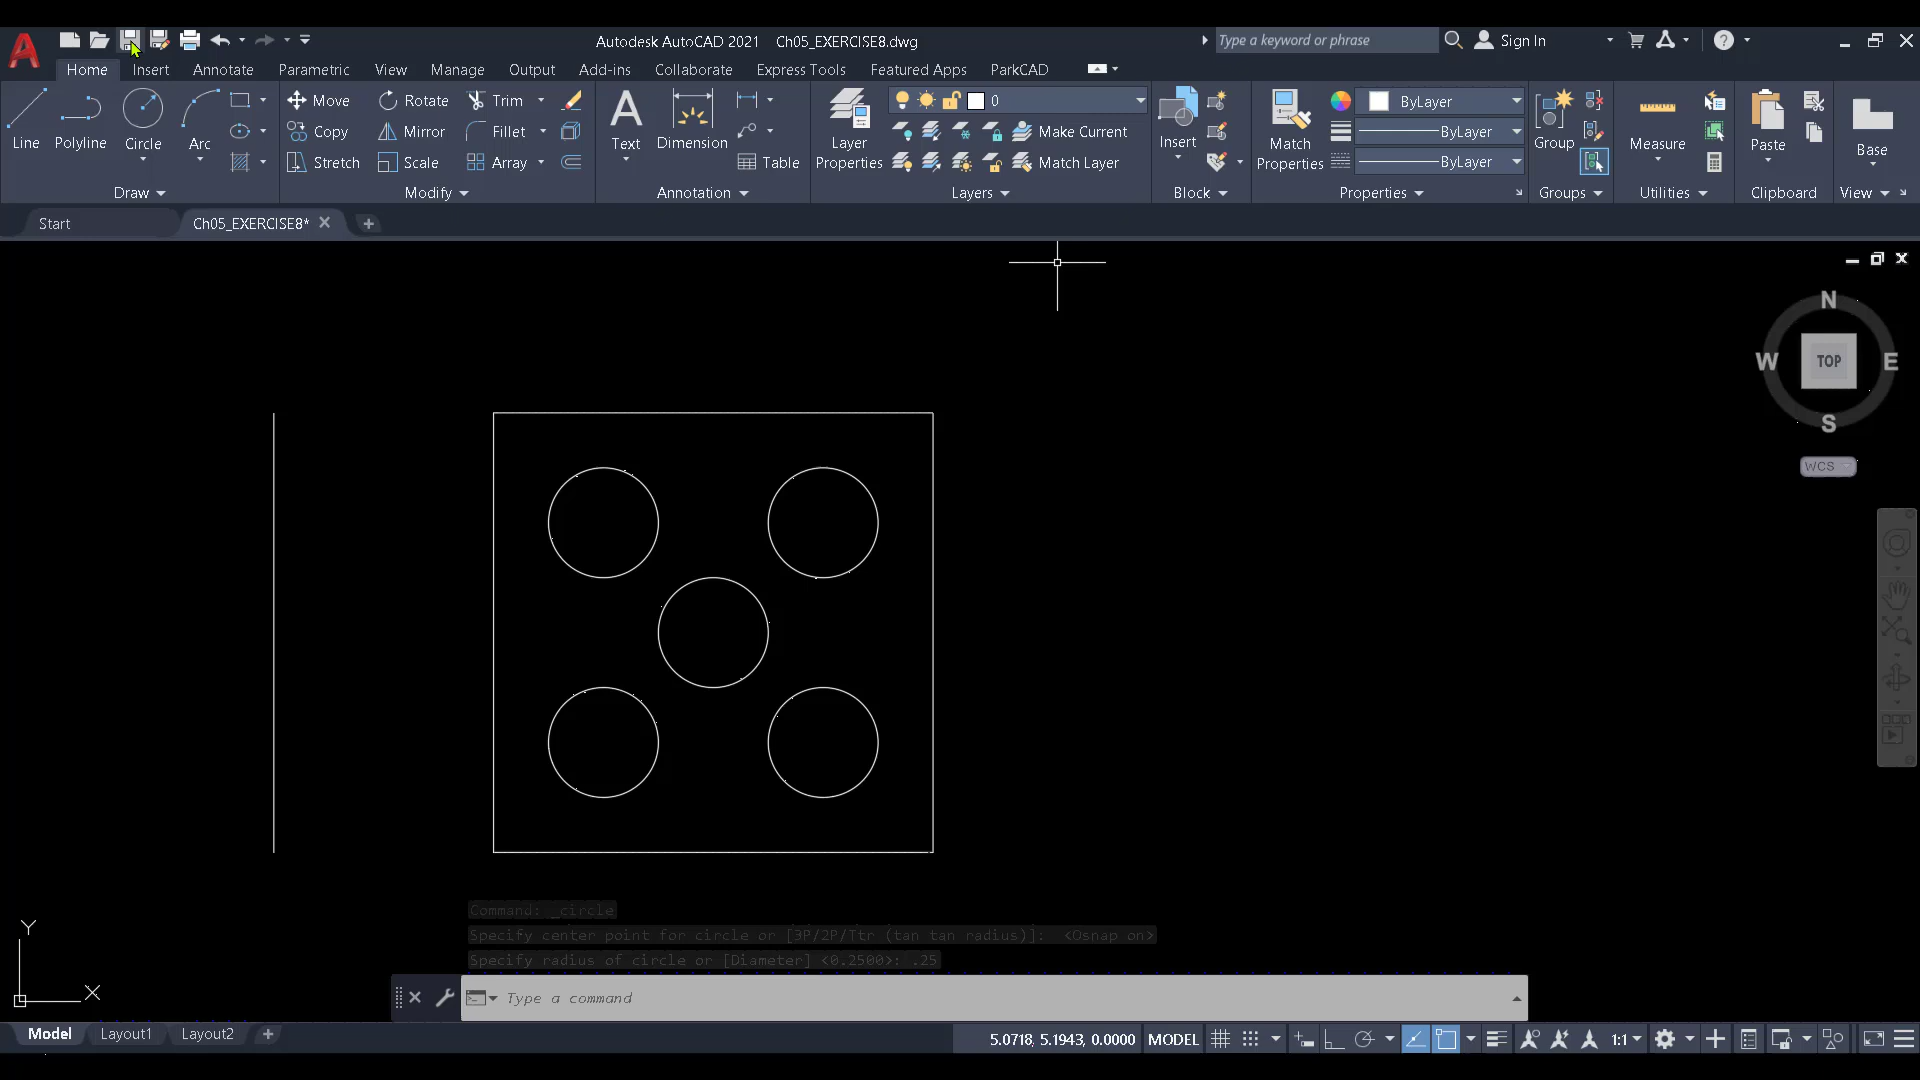 Autodesk AutoCAD 2021 Ch05_EXERCISE8.dwg
Type a keyword or phrase
Sign In
Home Insert Annotate Parametric View Manage Output Add-ins Collaborate Express Tools Featured Apps ParkCAD
Line Polyline Circle Arc
Move Rotate Trim
Copy Mirror Fillet
Stretch Scale Array
Text Dimension
Table
Layer Properties
0
Make Current
Match Layer
Insert
Match Properties
ByLayer
ByLayer
ByLayer
Group
Measure
Paste
Base
Draw Modify Annotation Layers Block Properties Groups Utilities Clipboard View
Start Ch05_EXERCISE8*
N
W TOP E
S
WCS
Command: _circle
Specify center point for circle or [3P/2P/Ttr (tan tan radius)]: <Osnap on>
Specify radius of circle or [Diameter] <0.2500>: .25
Y
X
Type a command
Model Layout1 Layout2
5.0718, 5.1943, 0.0000 MODEL 1:1